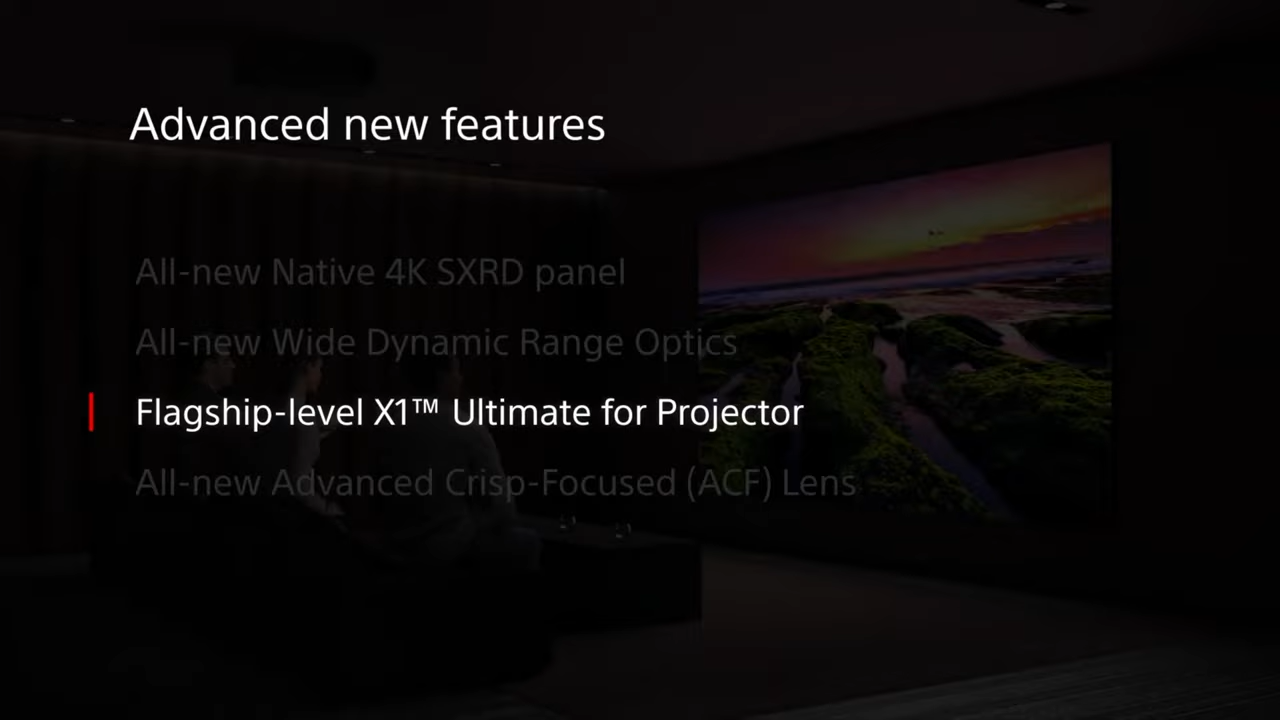 Advanced new features
All-new Native 4K SXRD panel
All-new Wide Dynamic Range Optics
Flagship-level X1™ Ultimate for Projector
All-new Advanced Crisp-Focused (ACF) Lens